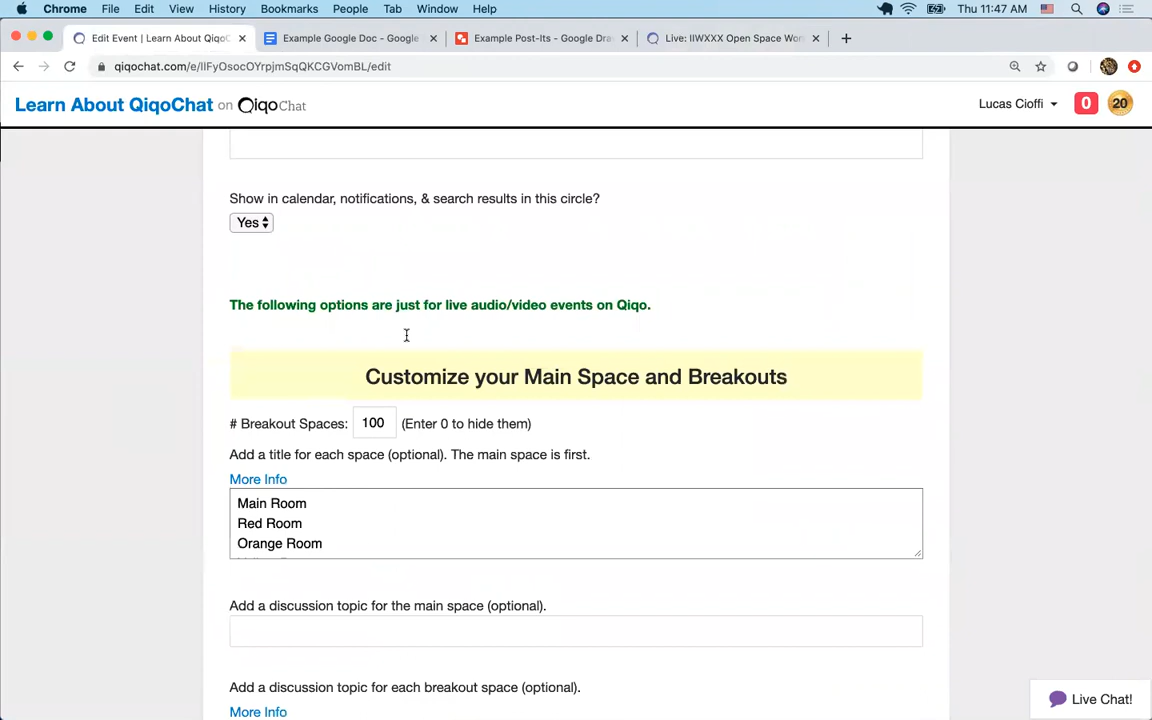 Chrome File Edit View History Bookmarks People Tab Window Help Thu 11:47 AM
Edit Event | Learn About Qiqo Example Google Doc - Google Example Post-Its - Google Dra Live: IIWXXX Open Space Wor
qiqochat.com/e/IlFyOsocOYrpjmSqQKCGVomBL/edit
Learn About QiqoChat on Qiqo Chat Lucas Cioffi 0 20
Show in calendar, notifications, & search results in this circle?
Yes
The following options are just for live audio/video events on Qiqo.
Customize your Main Space and Breakouts
# Breakout Spaces: 100 (Enter 0 to hide them)
Add a title for each space (optional). The main space is first.
More Info
Main Room
Red Room
Orange Room
Add a discussion topic for the main space (optional).
Add a discussion topic for each breakout space (optional).
More Info
Live Chat!